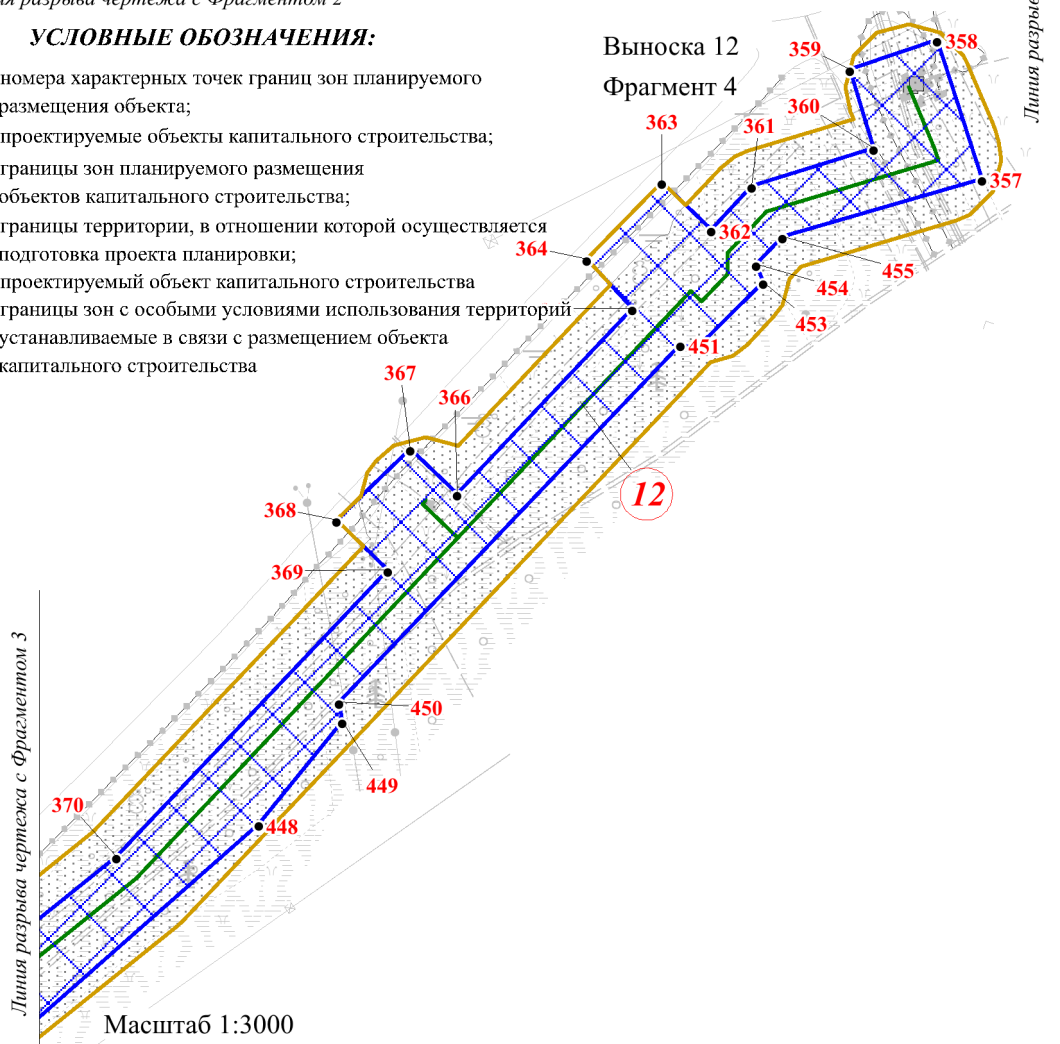 ия разрыва чертежа с Фрагментом 2
УСЛОВНЫЕ ОБОЗНАЧЕНИЯ:
номера характерных точек границ зон планируемого
размещения объекта;
проектируемые объекты капитального строительства;
границы зон планируемого размещения
объектов капитального строительства;
границы территории, в отношении которой осуществляется
подготовка проекта планировки;
проектируемый объект капитального строительства
границы зон с особыми условиями использования территорий
устанавливаемые в связи с размещением объекта
капитального строительства
Выноска 12
Фрагмент 4
Линия разрыв
359
358
360
363
361
357
362
364
455
454
453
451
367
366
12
368
369
450
449
370
448
Линия разрыва чертежа с Фрагментом 3
Масштаб 1:3000